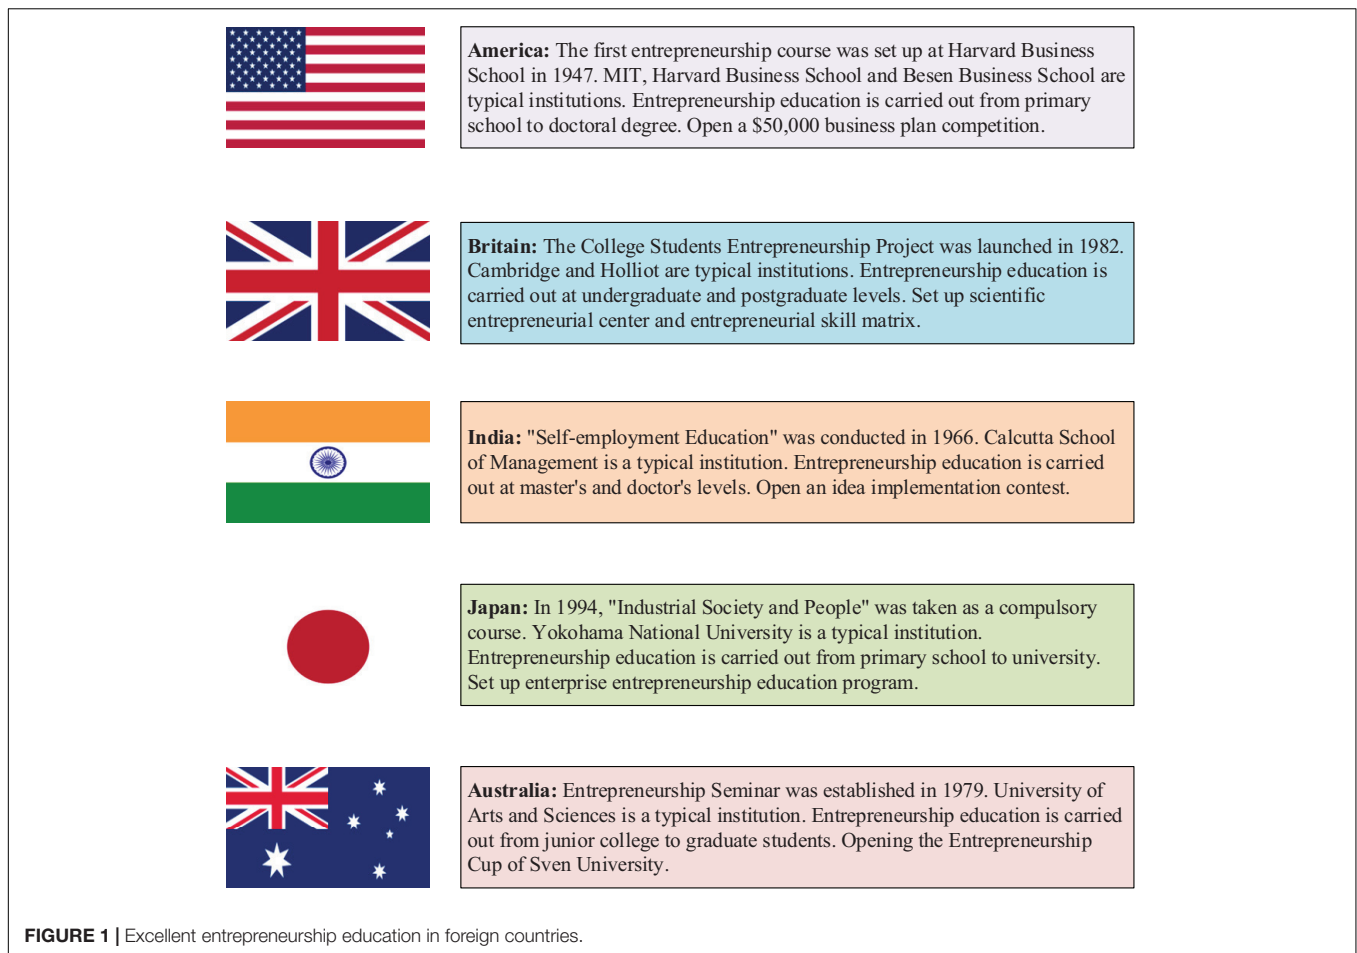 America: The first entrepreneurship course was set up at Harvard Business
School in 1947. MIT, Harvard Business School and Besen Business School are
typical institutions. Entrepreneurship education is carried out from primary
school to doctoral degree. Open a $50,000 business plan competition.
Britain: The College Students Entrepreneurship Project was launched in 1982.
Cambridge and Holliot are typical institutions. Entrepreneurship education is
carried out at undergraduate and postgraduate levels. Set up scientific
entrepreneurial center and entrepreneurial skill matrix.
India: "Self-employment Education" was conducted in 1966. Calcutta School
of Management is a typical institution. Entrepreneurship education is carried
out at master's and doctor's levels. Open an idea implementation contest.
Japan: In 1994, "Industrial Society and People" was taken as a compulsory
course. Yokohama National University is a typical institution.
Entrepreneurship education is carried out from primary school to university.
Set up enterprise entrepreneurship education program.
Australia: Entrepreneurship Seminar was established in 1979. University of
Arts and Sciences is a typical institution. Entrepreneurship education is carried
out from junior college to graduate students. Opening the Entrepreneurship
Cup of Sven University.
FIGURE 1 | Excellent entrepreneurship education in foreign countries.